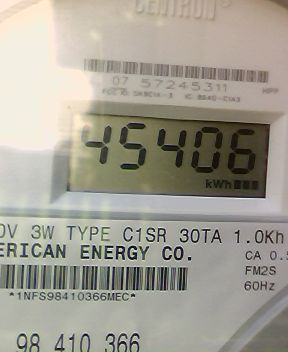 CENTRON®
07 57245311
45406
kWh
3W TYPE C1SR 30TA 1.0Kh
ERICAN ENERGY CO.
CA 0.5
FM2S
60Hz
*1NFS98410366MEC*
98 410 366